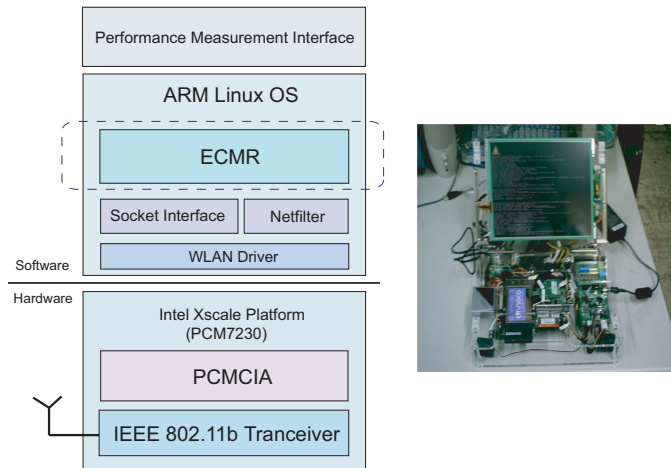 Performance Measurement Interface
ARM Linux OS
ECMR
Socket Interface
Netfilter
WLAN Driver
Software
Hardware
Intel Xscale Platform
(PCM7230)
PCMCIA
IEEE 802.11b Tranceiver